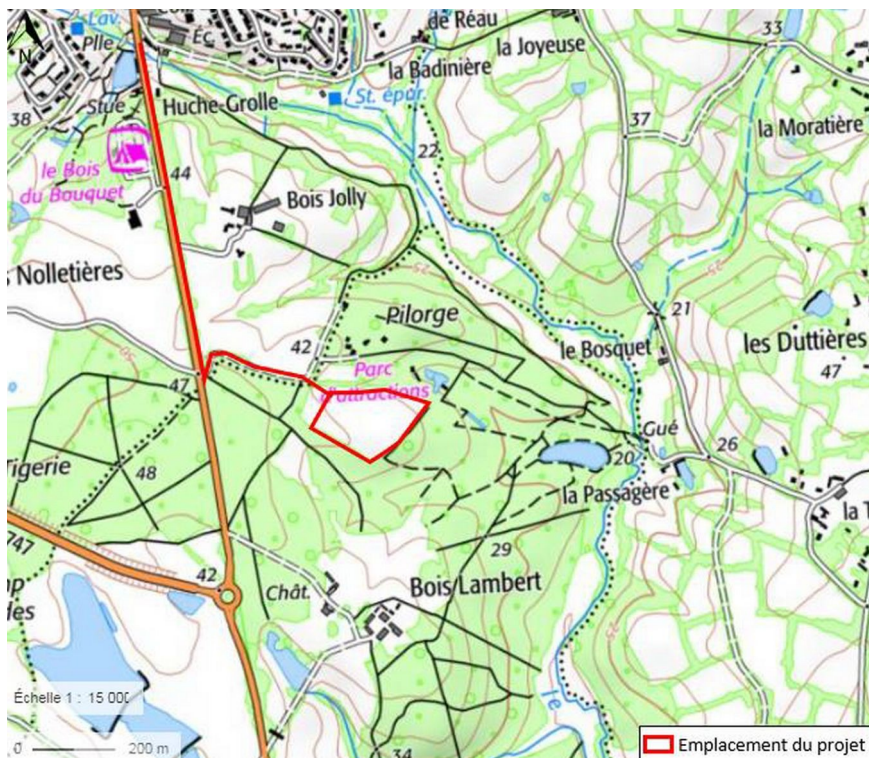 Lav.
Plle
Éc.
de Réau
la Joyeuse
33
la Badinière
Stue
Huche-Grolle
St. épur.
38
37
la Moratière
22
le Bois
du Bouquet
44
Bois Jolly
25
Nolletières
Pilorge
21
42
le Bosquet
les Duttières
47
Parc
d'attractions
47
Gué
48
20
26
la Passagère
747
29
42
Chât.
Bois Lambert
25
Échelle 1 : 15 000
0
200 m
34
Emplacement du projet
N